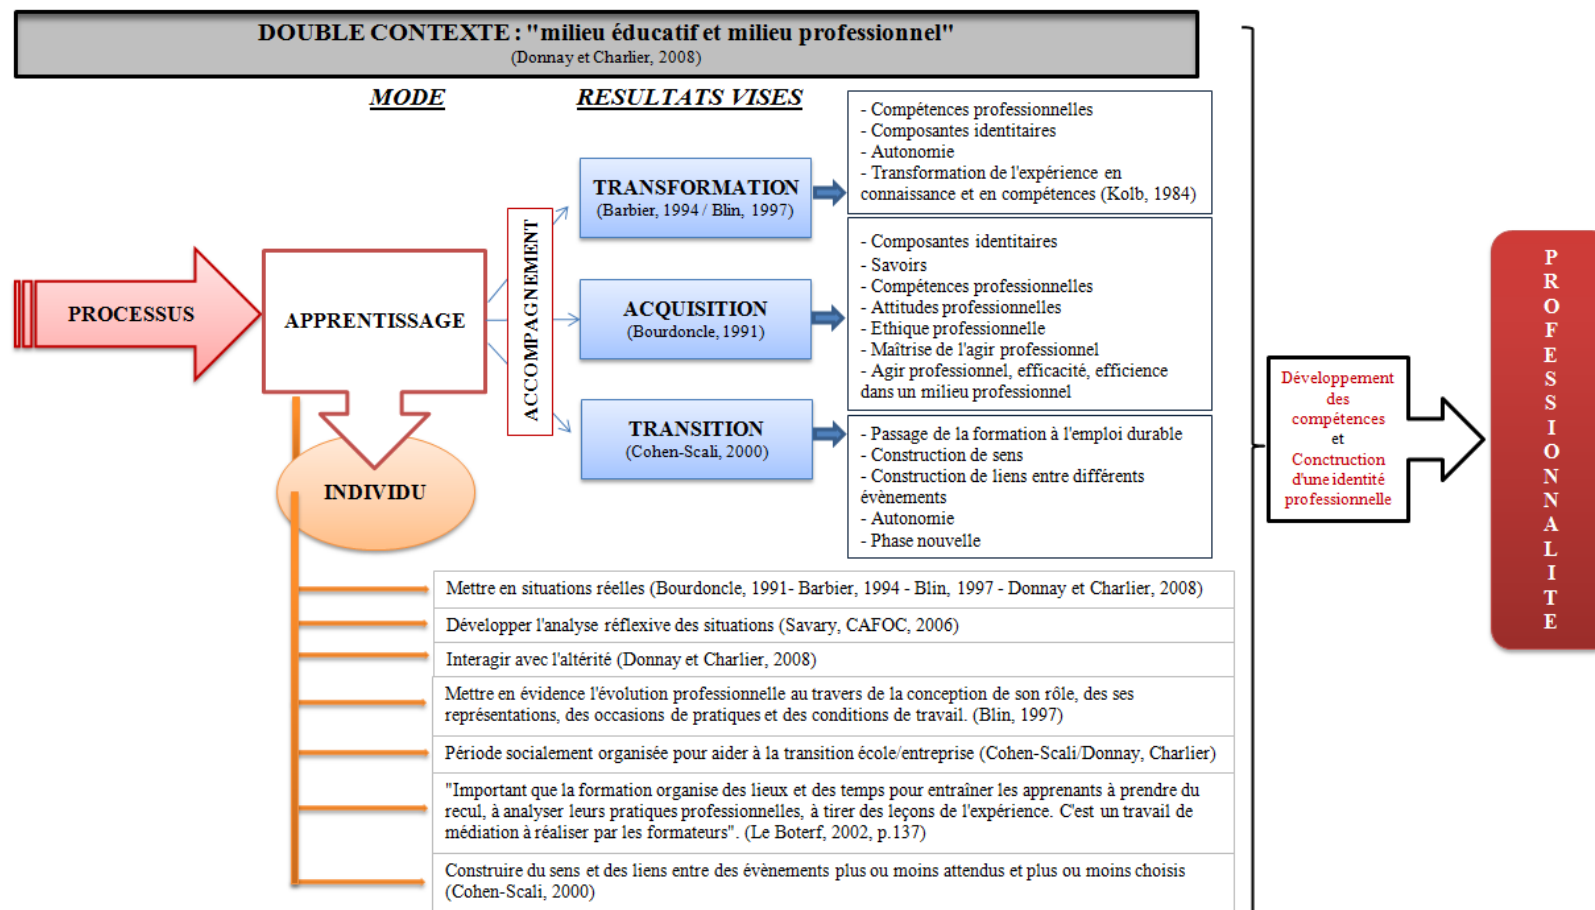 DOUBLE CONTEXTE : "milieu éducatif et milieu professionnel"
(Donnay et Charlier, 2008)
MODE
RESULTATS VISES
PROCESSUS
APPRENTISSAGE
INDIVIDU
ACCOMPAGNEMENT
TRANSFORMATION
(Barbier, 1994 / Blin, 1997)
- Compétences professionnelles
- Composantes identitaires
- Autonomie
- Transformation de l'expérience en
connaissance et en compétences (Kolb, 1984)
ACQUISITION
(Bourdoncle, 1991)
- Composantes identitaires
- Savoirs
- Compétences professionnelles
- Attitudes professionnelles
- Ethique professionnelle
- Maîtrise de l'agir professionnel
- Agir professionnel, efficacité, efficience
dans un milieu professionnel
TRANSITION
(Cohen-Scali, 2000)
- Passage de la formation à l'emploi durable
- Construction de sens
- Construction de liens entre différents
évènements
- Autonomie
- Phase nouvelle
Mettre en situations réelles (Bourdoncle, 1991- Barbier, 1994 - Blin, 1997 - Donnay et Charlier, 2008)
Développer l'analyse réflexive des situations (Savary, CAFOC, 2006)
Interagir avec l'altérité (Donnay et Charlier, 2008)
Mettre en évidence l'évolution professionnelle au travers de la conception de son rôle, des ses
représentations, des occasions de pratiques et des conditions de travail. (Blin, 1997)
Période socialement organisée pour aider à la transition école/entreprise (Cohen-Scali/Donnay, Charlier)
"Important que la formation organise des lieux et des temps pour entraîner les apprenants à prendre du
recul, à analyser leurs pratiques professionnelles, à tirer des leçons de l'expérience. C'est un travail de
médiation à réaliser par les formateurs". (Le Boterf, 2002, p.137)
Construire du sens et des liens entre des évènements plus ou moins attendus et plus ou moins choisis
(Cohen-Scali, 2000)
Développement
des
compétences
et
Conctruction
d'une identité
professionnelle
PROFESSIONNALITE